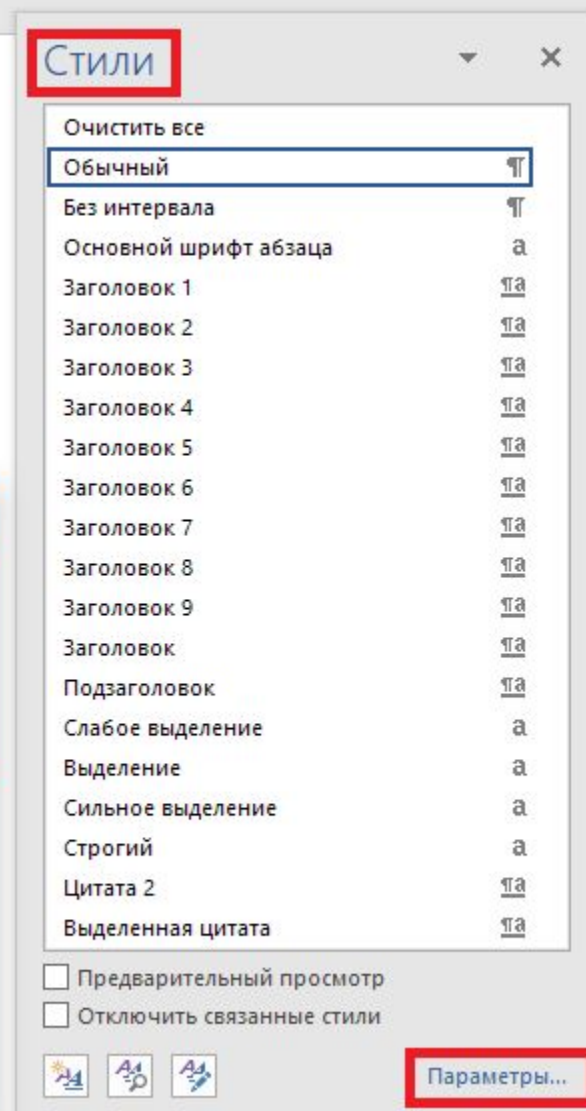 Стили
Очистить все
Обычный ¶
Без интервала ¶
Основной шрифт абзаца a
Заголовок 1 ¶a
Заголовок 2 ¶a
Заголовок 3 ¶a
Заголовок 4 ¶a
Заголовок 5 ¶a
Заголовок 6 ¶a
Заголовок 7 ¶a
Заголовок 8 ¶a
Заголовок 9 ¶a
Заголовок ¶a
Подзаголовок ¶a
Слабое выделение a
Выделение a
Сильное выделение a
Строгий a
Цитата 2 ¶a
Выделенная цитата ¶a
Предварительный просмотр
Отключить связанные стили
Параметры...